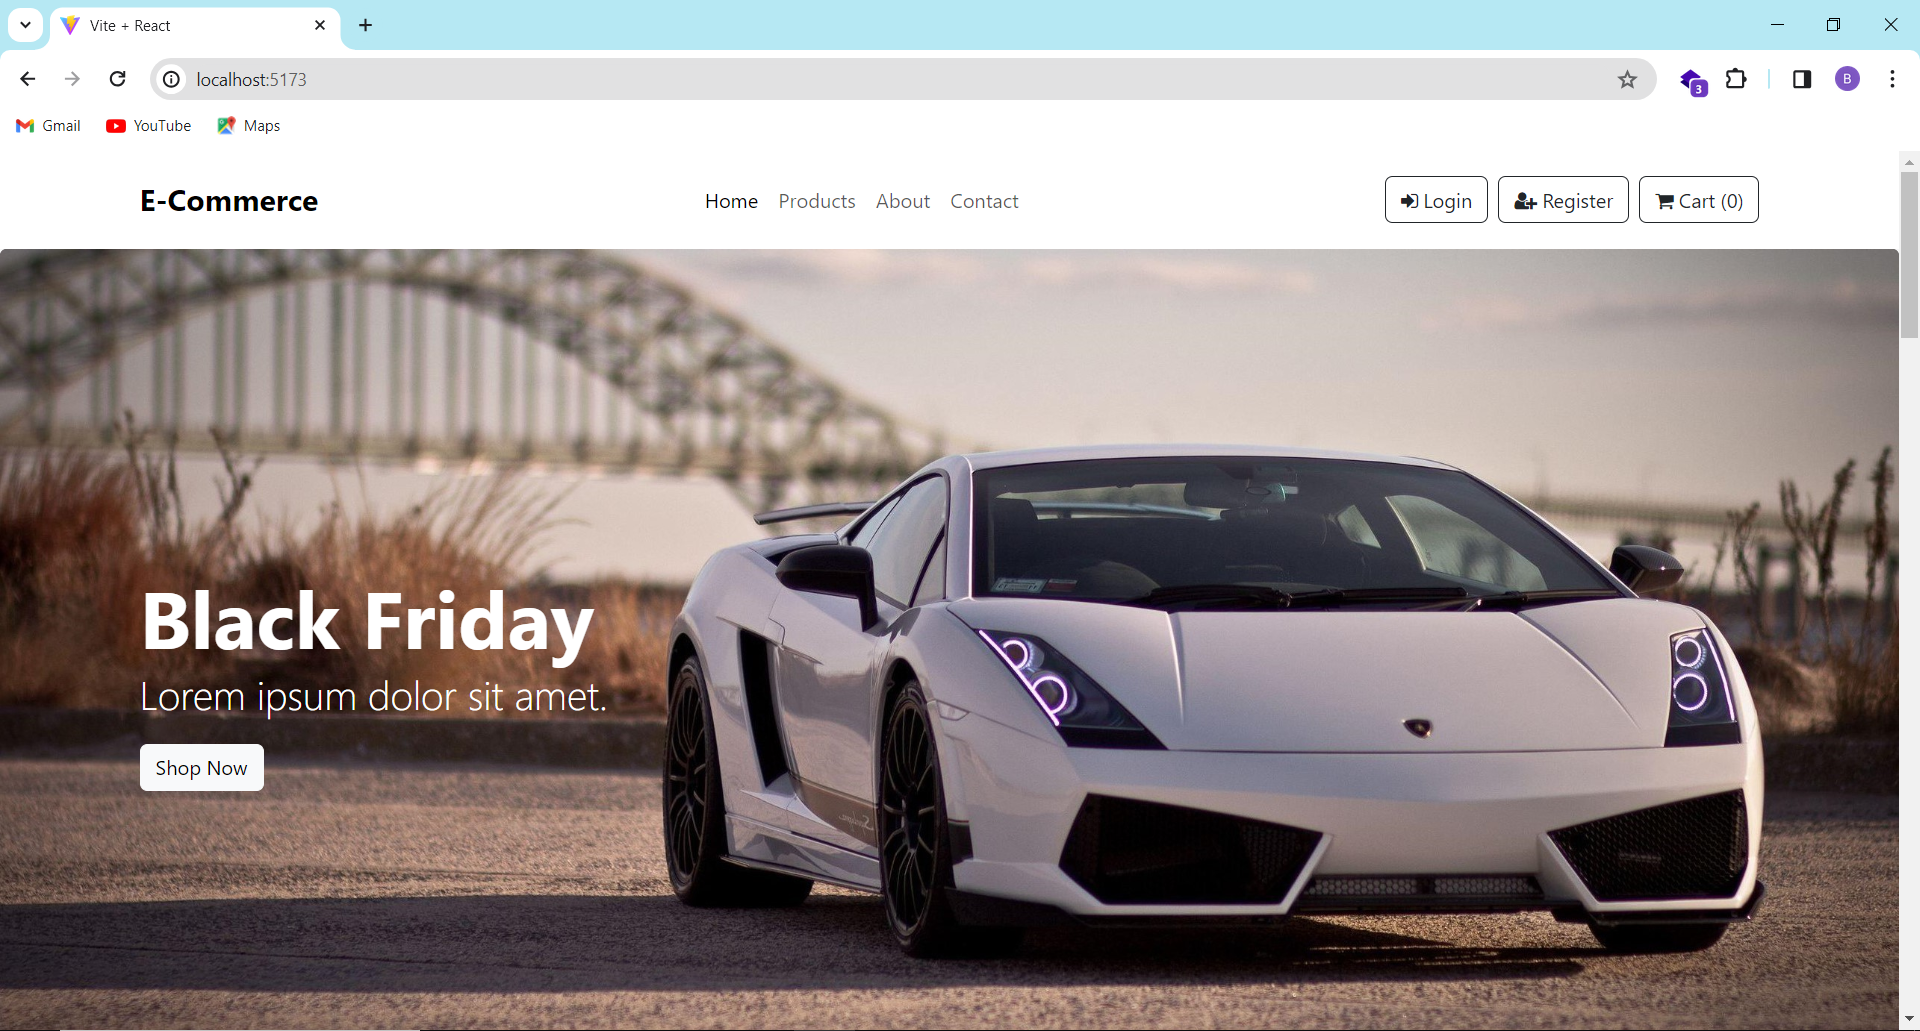 Vite + React
localhost:5173
3
B
Gmail YouTube Maps
E-Commerce Home Products About Contact Login Register Cart (0)
Black Friday
Lorem ipsum dolor sit amet.
Shop Now